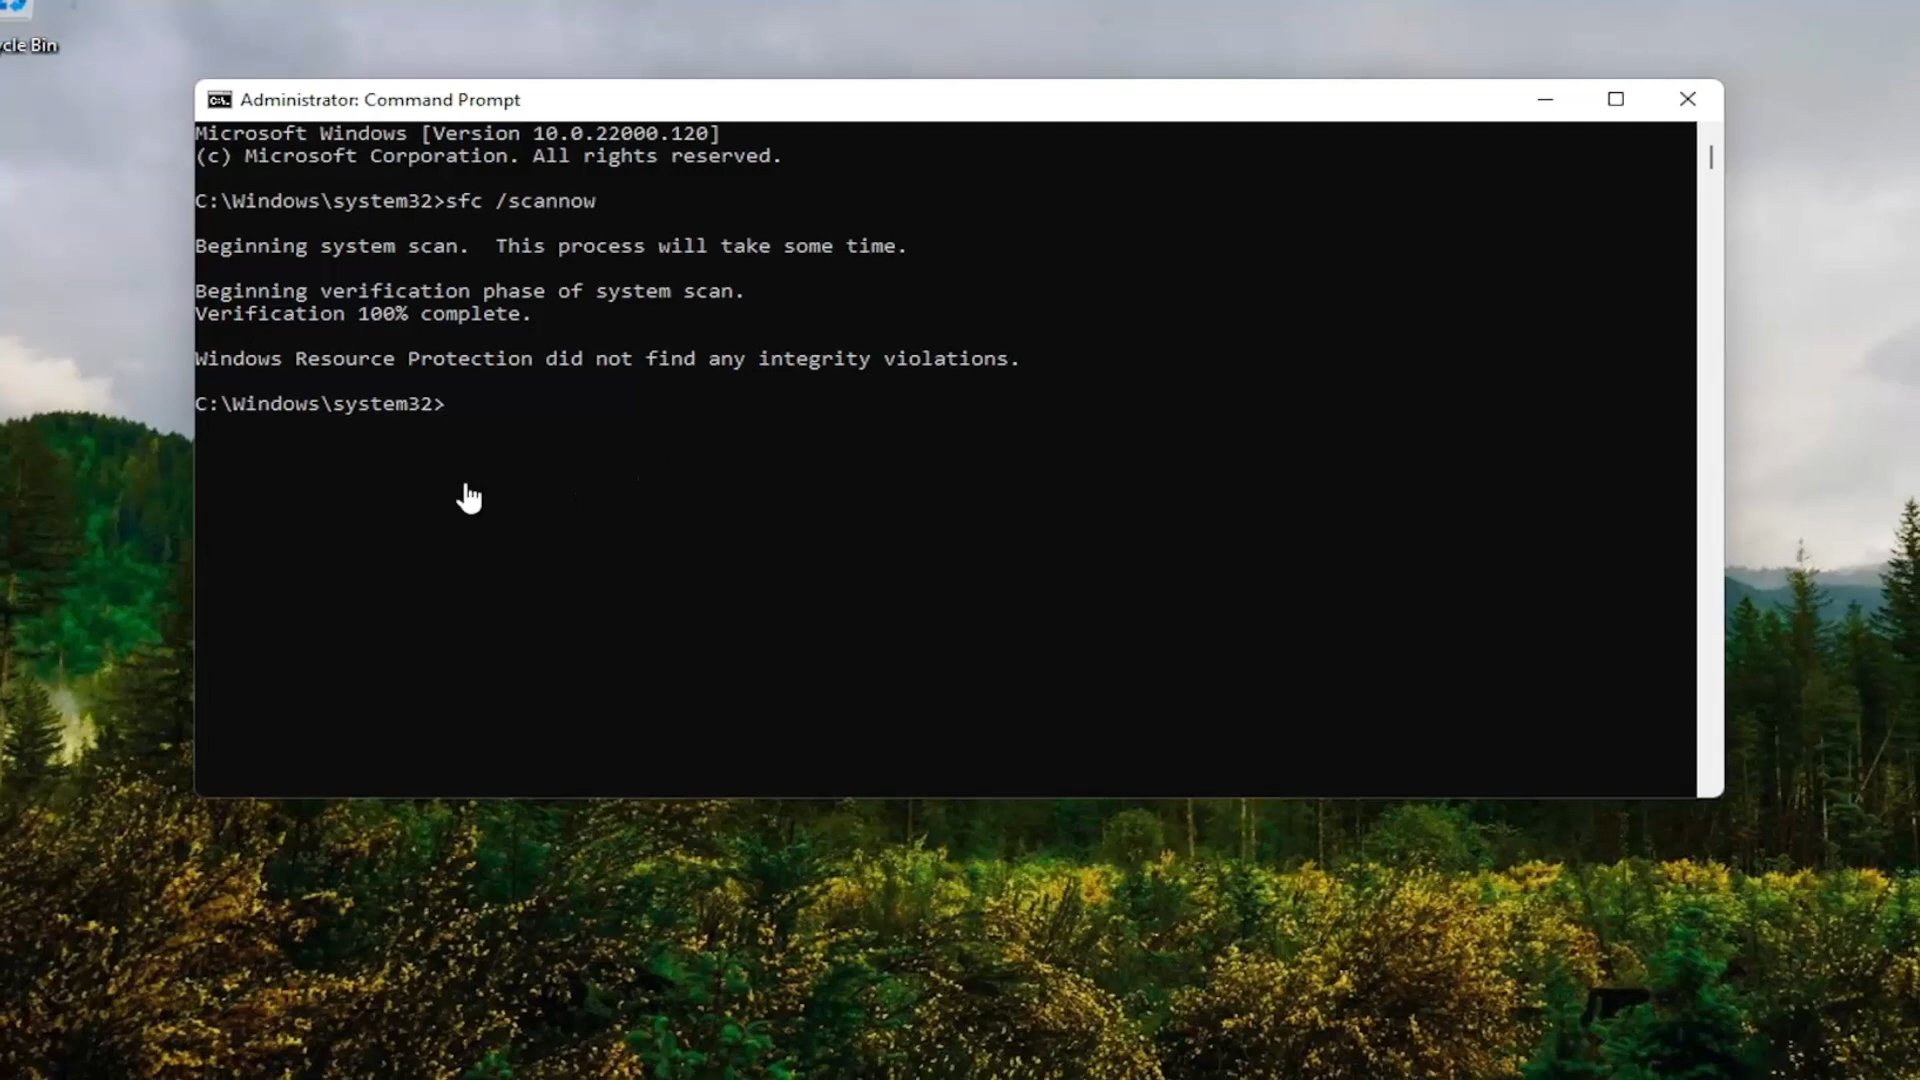 cle Bin
Administrator: Command Prompt
Microsoft Windows [Version 10.0.22000.120]
(c) Microsoft Corporation. All rights reserved.
C:\Windows\system32>sfc /scannow
Beginning system scan.  This process will take some time.
Beginning verification phase of system scan.
Verification 100% complete.
Windows Resource Protection did not find any integrity violations.
C:\Windows\system32>